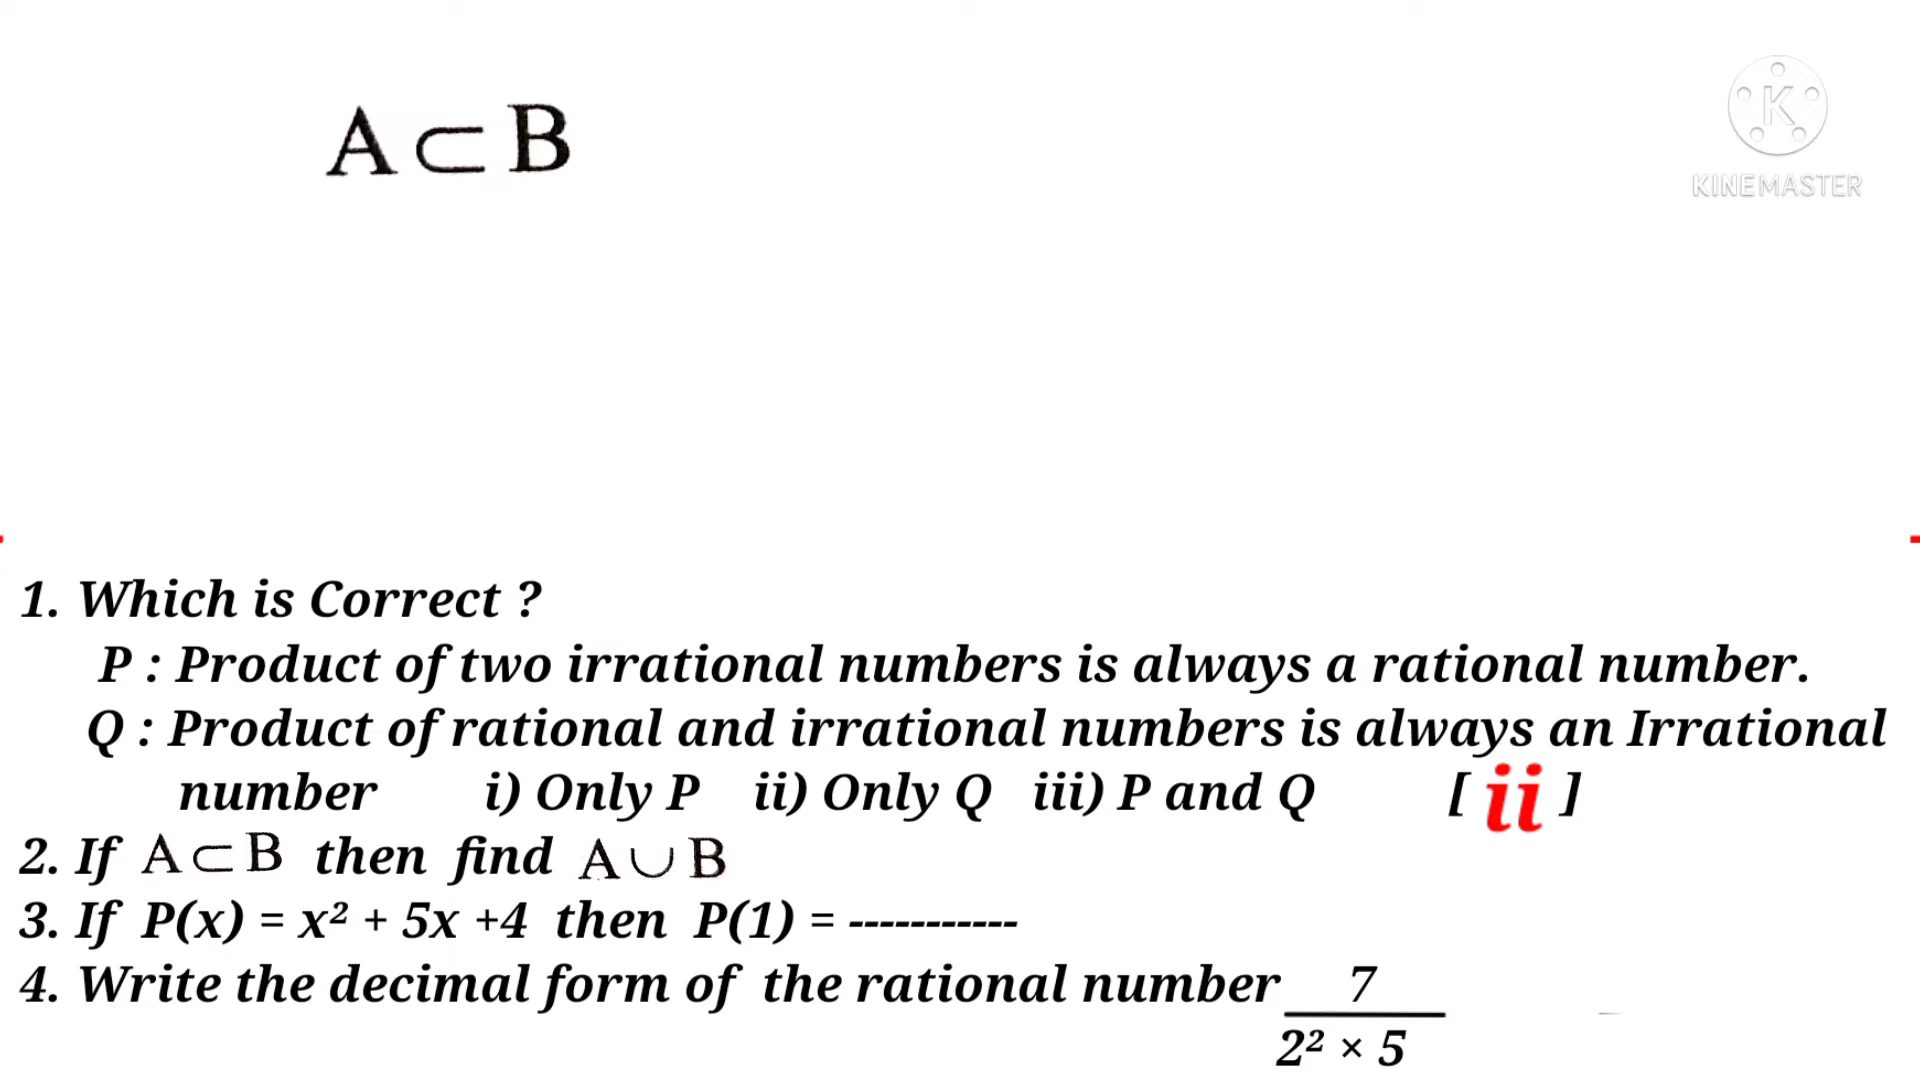 A ⊂ B
KINEMASTER
1. Which is Correct ?
P : Product of two irrational numbers is always a rational number.
Q : Product of rational and irrational numbers is always an Irrational
number i) Only P ii) Only Q iii) P and Q [ ii ]
2. If A ⊂ B then find A ∪ B
3. If P(x) = x² + 5x +4 then P(1) = -----------
4. Write the decimal form of the rational number 7
2² × 5